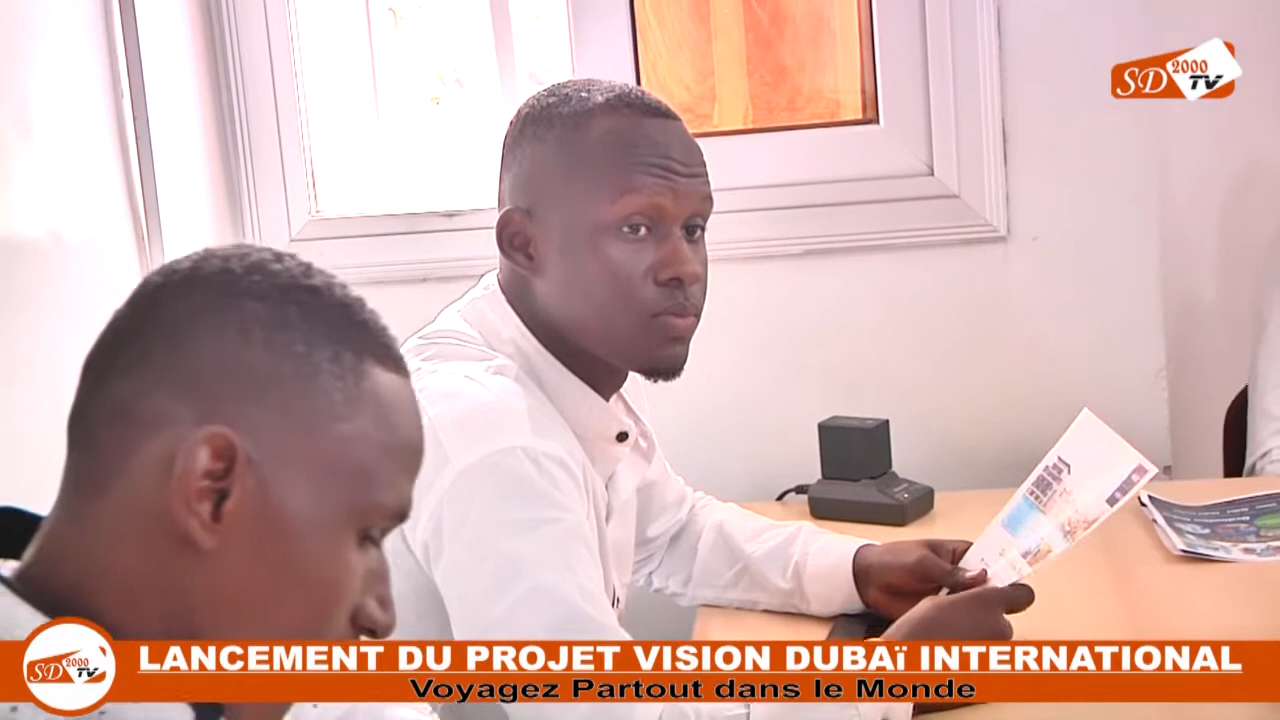 SD 2000 TV
SD 2000 TV
LANCEMENT DU PROJET VISION DUBAï INTERNATIONAL
Voyagez Partout dans le Monde